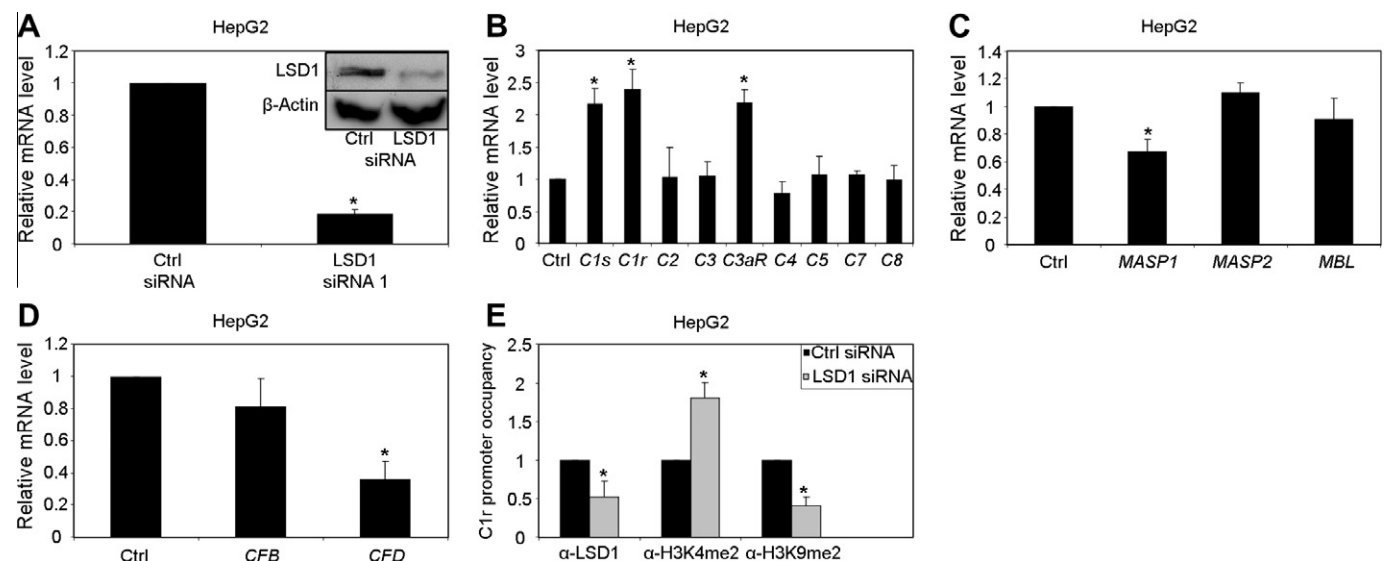 A
HepG2
Relative mRNA level
1.2
1
0.8
0.6
0.4
0.2
0
*
LSD1
β-Actin
Ctrl LSD1
siRNA
Ctrl
siRNA
LSD1
siRNA 1
B
HepG2
Relative mRNA level
3
2.5
2
1.5
1
0.5
0
* * *
Ctrl C1s C1r C2 C3 C3aR C4 C5 C7 C8
C
HepG2
Relative mRNA level
1.4
1.2
1
0.8
0.6
0.4
0.2
0
*
Ctrl MASP1 MASP2 MBL
D
HepG2
Relative mRNA level
1.2
1
0.8
0.6
0.4
0.2
0
*
Ctrl CFB CFD
E
HepG2
C1r promoter occupancy
2.5
2
1.5
1
0.5
0
Ctrl siRNA
LSD1 siRNA
* * *
α-LSD1 α-H3K4me2 α-H3K9me2